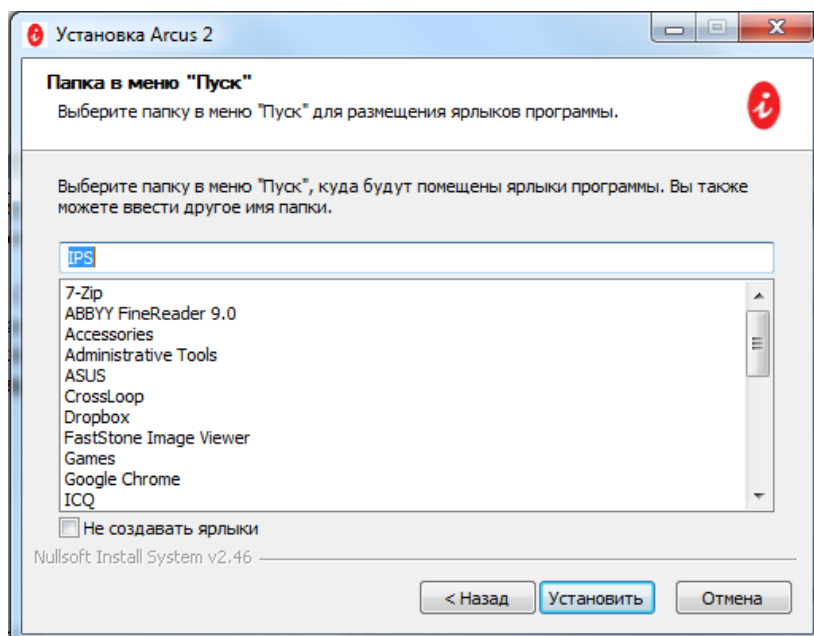 Установка Arcus 2
Папка в меню "Пуск"
Выберите папку в меню "Пуск" для размещения ярлыков программы.
Выберите папку в меню "Пуск", куда будут помещены ярлыки программы. Вы также
можете ввести другое имя папки.
IPS
7-Zip
ABBYY FineReader 9.0
Accessories
Administrative Tools
ASUS
CrossLoop
Dropbox
FastStone Image Viewer
Games
Google Chrome
ICQ
Не создавать ярлыки
Nullsoft Install System v2.46
< Назад Установить Отмена